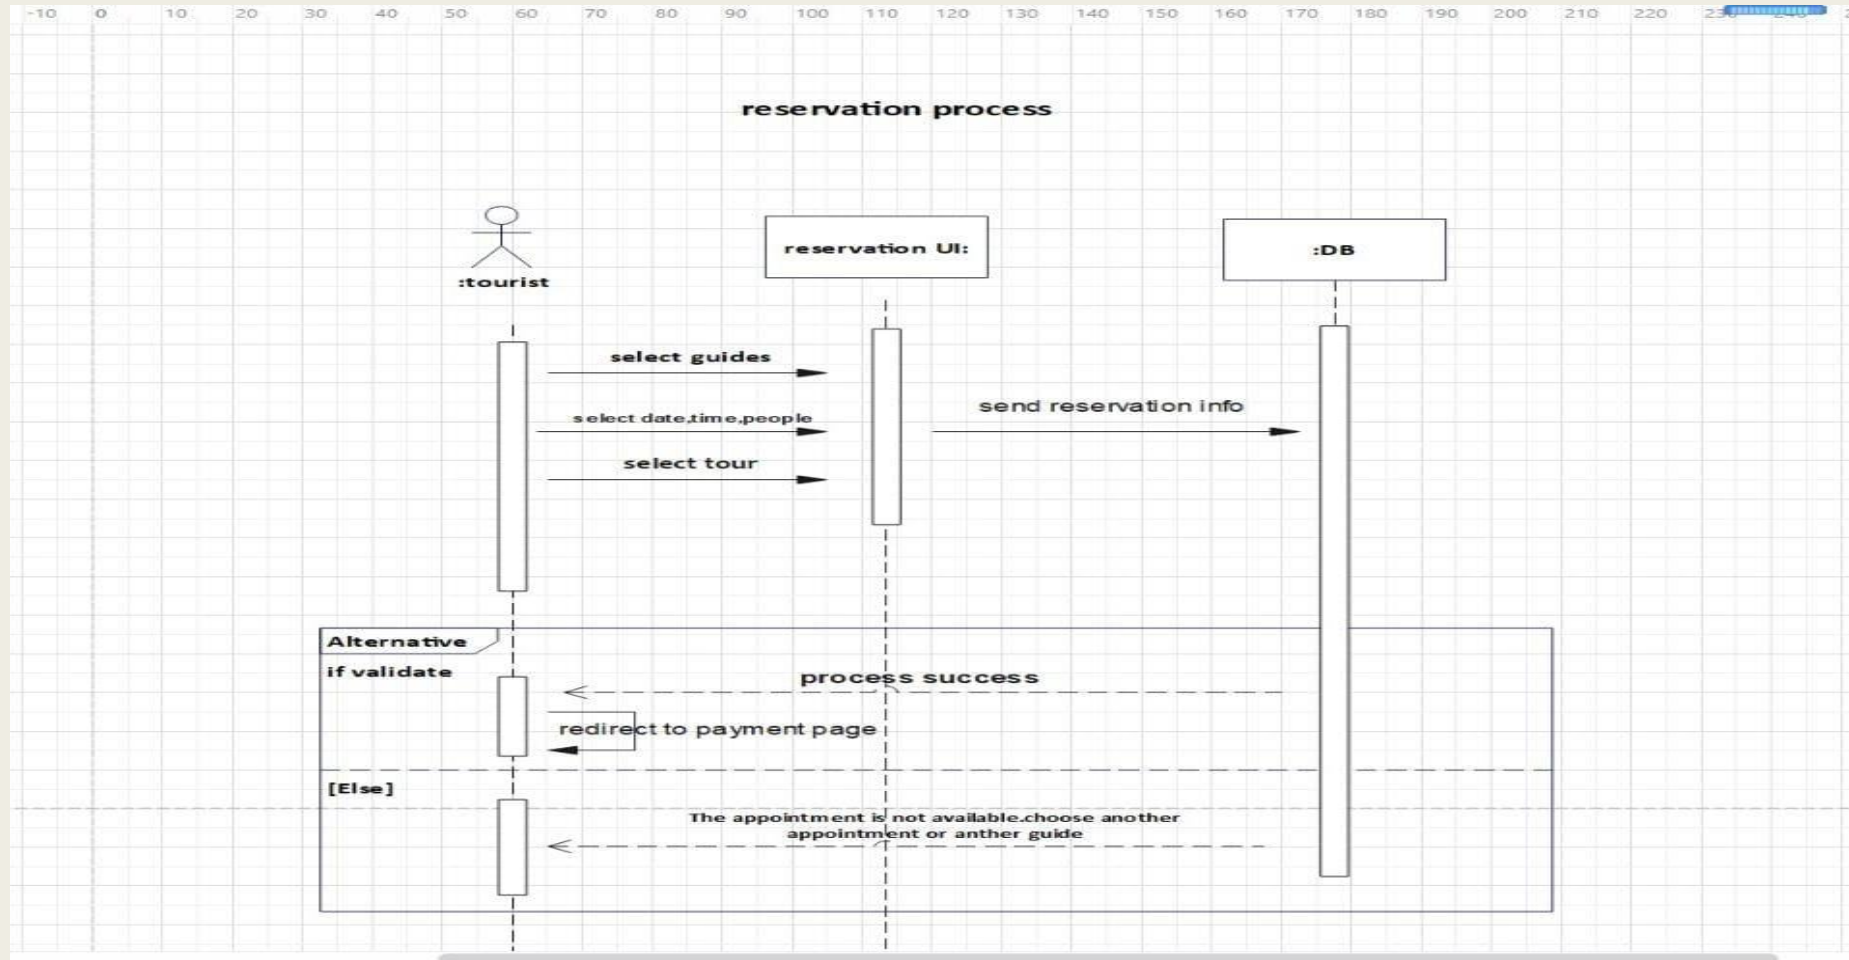 -10 0 10 20 30 40 50 60 70 80 90 100 110 120 130 140 150 160 170 180 190 200 210 220
reservation process
:tourist
reservation UI:
:DB
select guides
select date,time,people
send reservation info
select tour
Alternative
if validate
process success
redirect to payment page
[Else]
The appointment is not available.choose another
appointment or anther guide